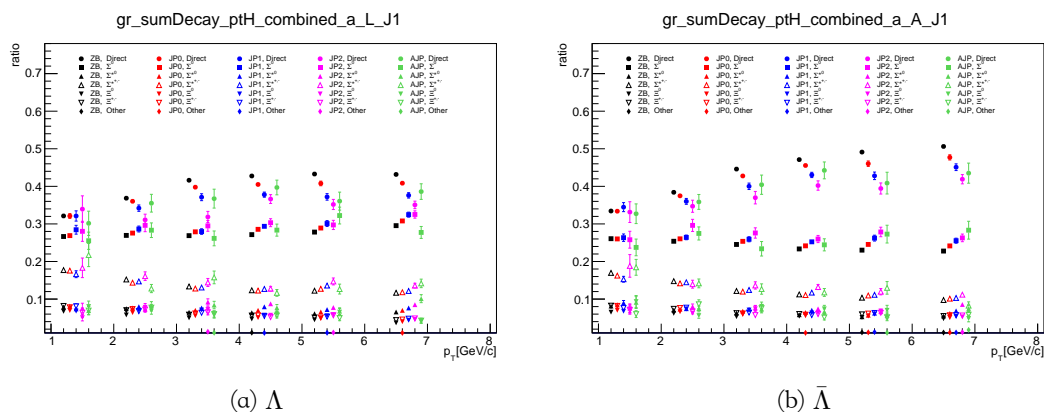 gr_sumDecay_ptH_combined_a_L_J1
ratio
0.7
0.6
0.5
0.4
0.3
0.2
0.1
1 2 3 4 5 6 7 8
p_T[GeV/c]
ZB, Direct JP0, Direct JP1, Direct JP2, Direct AJP, Direct
ZB, Σ⁰ JP0, Σ⁰ JP1, Σ⁰ JP2, Σ⁰ AJP, Σ⁰
ZB, Σ*⁰ JP0, Σ*⁰ JP1, Σ*⁰ JP2, Σ*⁰ AJP, Σ*⁰
ZB, Σ*⁺,⁻ JP0, Σ*⁺,⁻ JP1, Σ*⁺,⁻ JP2, Σ*⁺,⁻ AJP, Σ*⁺,⁻
ZB, Ξ⁰ JP0, Ξ⁰ JP1, Ξ⁰ JP2, Ξ⁰ AJP, Ξ⁰
ZB, Ξ⁺,⁻ JP0, Ξ⁺,⁻ JP1, Ξ⁺,⁻ JP2, Ξ⁺,⁻ AJP, Ξ⁺,⁻
ZB, Other JP0, Other JP1, Other JP2, Other AJP, Other
(a) Λ
gr_sumDecay_ptH_combined_a_A_J1
ratio
0.7
0.6
0.5
0.4
0.3
0.2
0.1
1 2 3 4 5 6 7 8
p_T[GeV/c]
ZB, Direct JP0, Direct JP1, Direct JP2, Direct AJP, Direct
ZB, Σ⁰ JP0, Σ⁰ JP1, Σ⁰ JP2, Σ⁰ AJP, Σ⁰
ZB, Σ*⁰ JP0, Σ*⁰ JP1, Σ*⁰ JP2, Σ*⁰ AJP, Σ*⁰
ZB, Σ*⁺,⁻ JP0, Σ*⁺,⁻ JP1, Σ*⁺,⁻ JP2, Σ*⁺,⁻ AJP, Σ*⁺,⁻
ZB, Ξ⁰ JP0, Ξ⁰ JP1, Ξ⁰ JP2, Ξ⁰ AJP, Ξ⁰
ZB, Ξ⁺,⁻ JP0, Ξ⁺,⁻ JP1, Ξ⁺,⁻ JP2, Ξ⁺,⁻ AJP, Ξ⁺,⁻
ZB, Other JP0, Other JP1, Other JP2, Other AJP, Other
(b) Λ̄